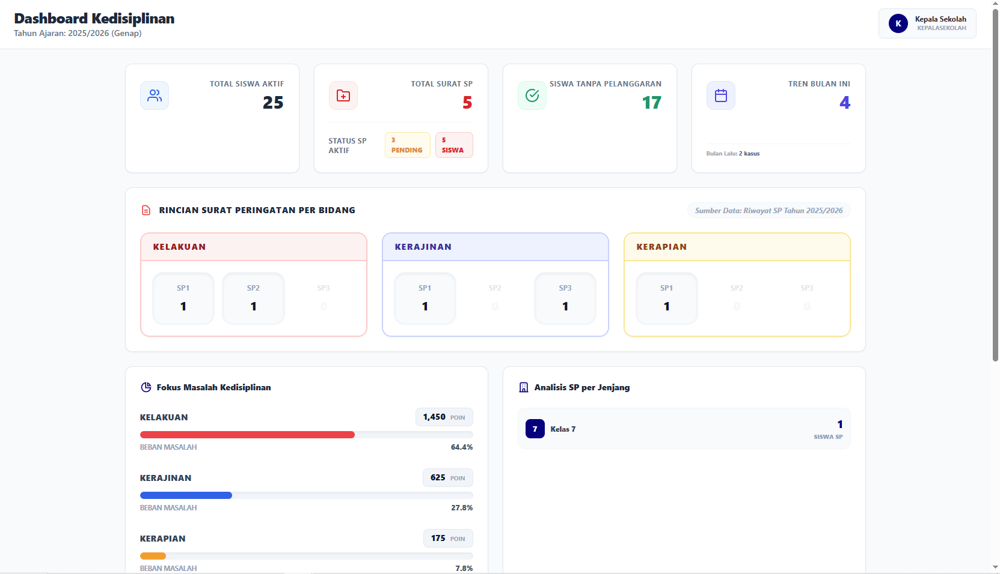 Dashboard Kedisiplinan
Tahun Ajaran: 2025/2026 (Genap)
K
Kepala Sekolah
KEPALASEKOLAH
TOTAL SISWA AKTIF
25
TOTAL SURAT SP
5
STATUS SP
AKTIF
3
PENDING
5
SISWA
SISWA TANPA PELANGGARAN
17
TREN BULAN INI
4
Bulan Lalu: 2 kasus
RINCIAN SURAT PERINGATAN PER BIDANG
Sumber Data: Riwayat SP Tahun 2025/2026
KELAKUAN
SP1
1
SP2
1
SP3
0
KERAJINAN
SP1
1
SP2
0
SP3
1
KERAPIAN
SP1
1
SP2
0
SP3
0
Fokus Masalah Kedisiplinan
KELAKUAN
1,450 POIN
BEBAN MASALAH
64.4%
KERAJINAN
625 POIN
BEBAN MASALAH
27.8%
KERAPIAN
175 POIN
BEBAN MASALAH
7.8%
Analisis SP per Jenjang
7
Kelas 7
1
SISWA SP